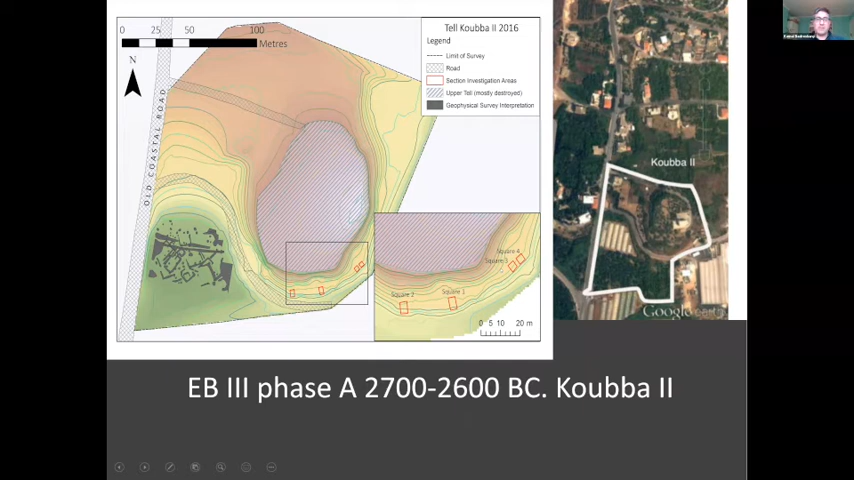 Tell Koubba II 2016
Legend
Limit of Survey
Road
Section Investigation Areas
Upper Tell (mostly destroyed)
Geophysical Survey Interpretation
0 25 50 100
Metres
N
OLD COASTAL ROAD
Square 4
Square 3
Square 2
Square 1
0 5 10 20 m
Koubba II
Google earth
EB III phase A 2700-2600 BC. Koubba II